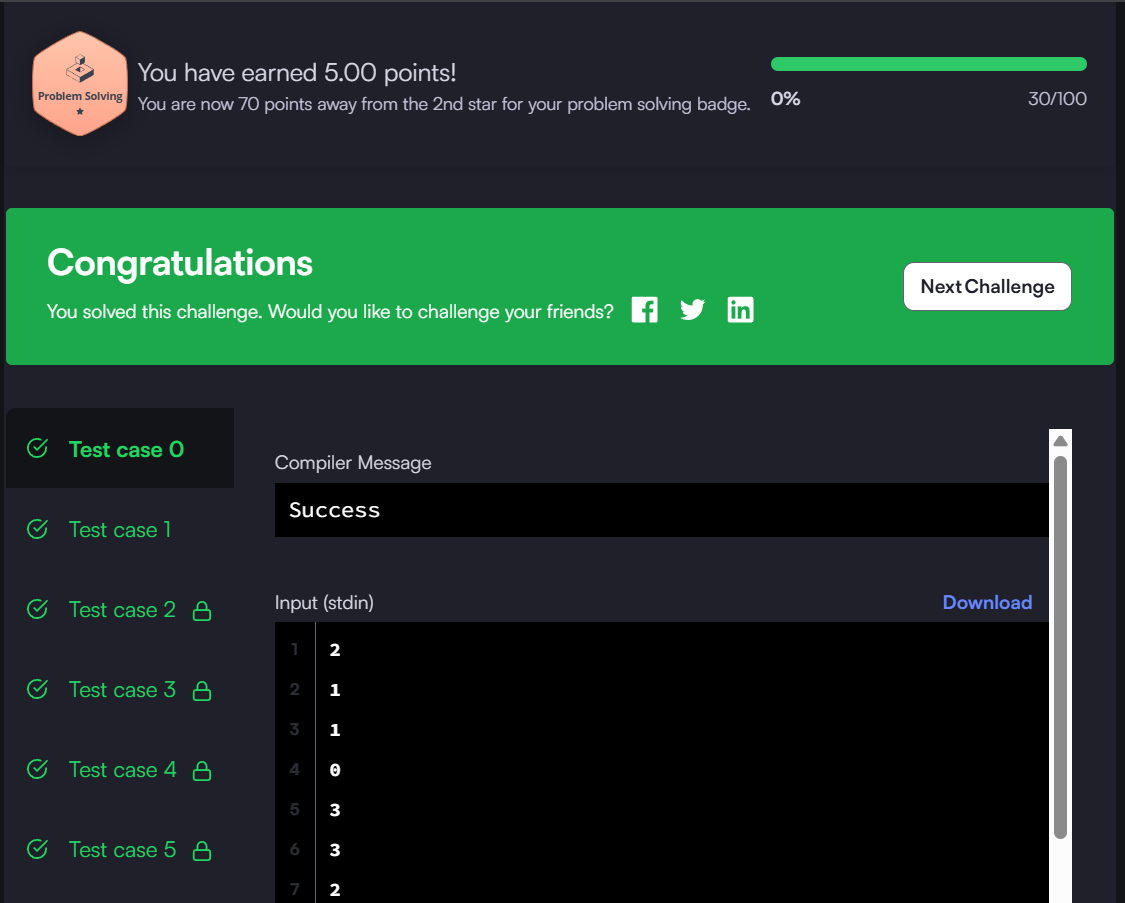 Problem Solving
You have earned 5.00 points!
You are now 70 points away from the 2nd star for your problem solving badge.
0%
30/100
Congratulations
You solved this challenge. Would you like to challenge your friends?
Next Challenge
Test case 0
Test case 1
Test case 2
Test case 3
Test case 4
Test case 5
Compiler Message
Success
Input (stdin)
Download
1 2
2 1
3 1
4 0
5 3
6 3
7 2